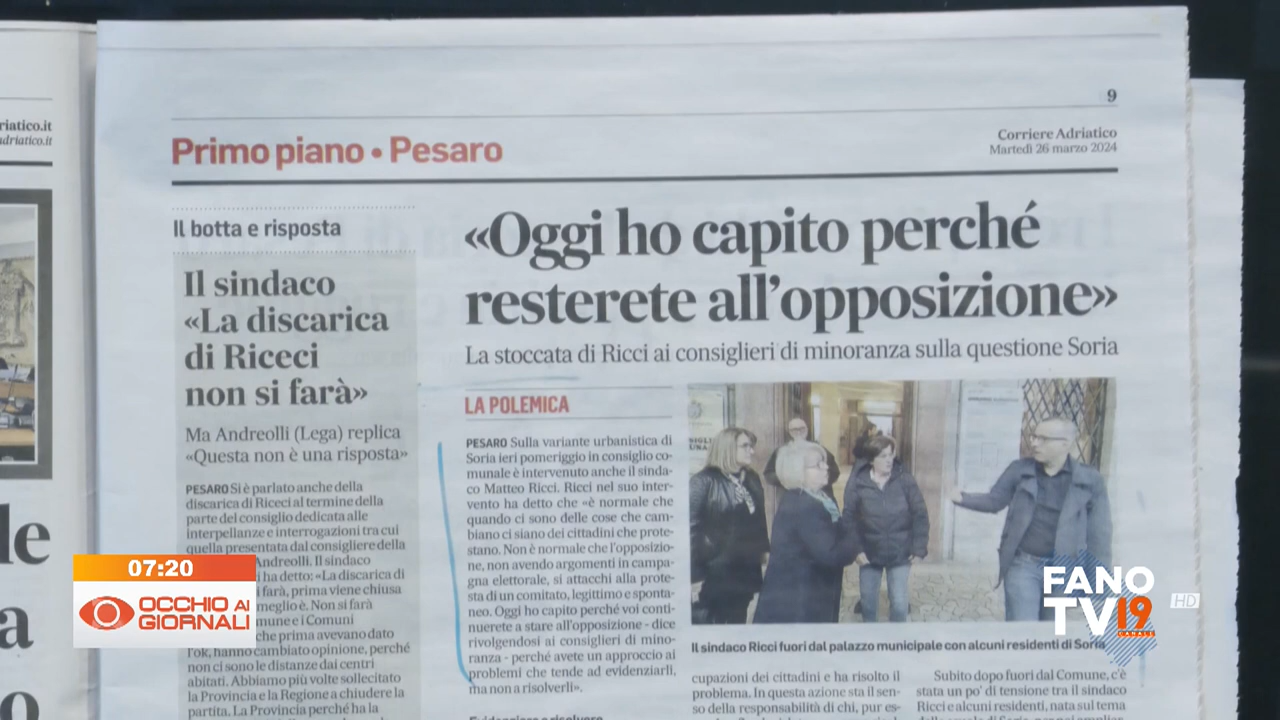 riatico.it
adriatico.it
9
Primo piano • Pesaro
Corriere Adriatico
Martedì 26 marzo 2024
Il botta e risposta
Il sindaco
«La discarica
di Riceci
non si farà»
Ma Andreolli (Lega) replica
«Questa non è una risposta»
PESARO Si è parlato anche della
discarica di Riceci al termine della
parte del consiglio dedicata alle
interpellanze e interrogazioni tra cui
quella presentata dal consigliere della
Andreolli. Il sindaco
i ha detto: «La discarica di
farà, prima viene chiusa
meglio è. Non si farà
mune e i Comuni
che prima avevano dato
l'ok, hanno cambiato opinione, perché
non ci sono le distanze dai centri
abitati. Abbiamo più volte sollecitato
la Provincia e la Regione a chiudere la
partita. La Provincia perché ha la
«Oggi ho capito perché
resterete all'opposizione»
La stoccata di Ricci ai consiglieri di minoranza sulla questione Soria
LA POLEMICA
PESARO Sulla variante urbanistica di
Soria ieri pomeriggio in consiglio co-
munale è intervenuto anche il sinda-
co Matteo Ricci. Ricci nel suo inter-
vento ha detto che «è normale che
quando ci sono delle cose che cam-
biano ci siano dei cittadini che prote-
stano. Non è normale che l'opposizio-
ne, non avendo argomenti in campa-
gna elettorale, si attacchi alla prote-
sta di un comitato, legittimo e sponta-
neo. Oggi ho capito perché voi conti-
nuerete a stare all'opposizione - dice
rivolgendosi ai consiglieri di mino-
ranza - perché avete un approccio ai
problemi che tende ad evidenziarli,
ma non a risolverli».
Il sindaco Ricci fuori dal palazzo municipale con alcuni residenti di Soria
cupazioni dei cittadini e ha risolto il
problema. In questa azione sta il sen-
so della responsabilità di chi, pur es-
Subito dopo fuori dal Comune, c'è
stata un po' di tensione tra il sindaco
Ricci e alcuni residenti, nata sul tema
le
a
o
07:20
OCCHIO AI
GIORNALI
FANO
TV 19
CANALE
HD